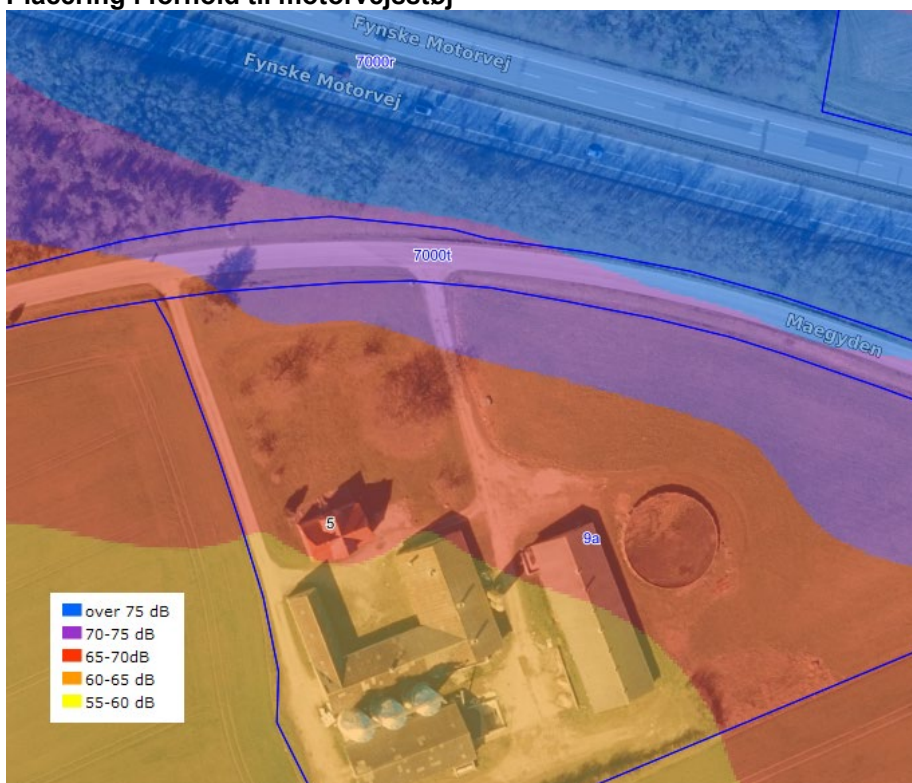 Placering i forhold til motorvejsstøj
Fynske Motorvej
7000r
Fynske Motorvej
7000t
Maegyden
5
9a
over 75 dB
70-75 dB
65-70dB
60-65 dB
55-60 dB